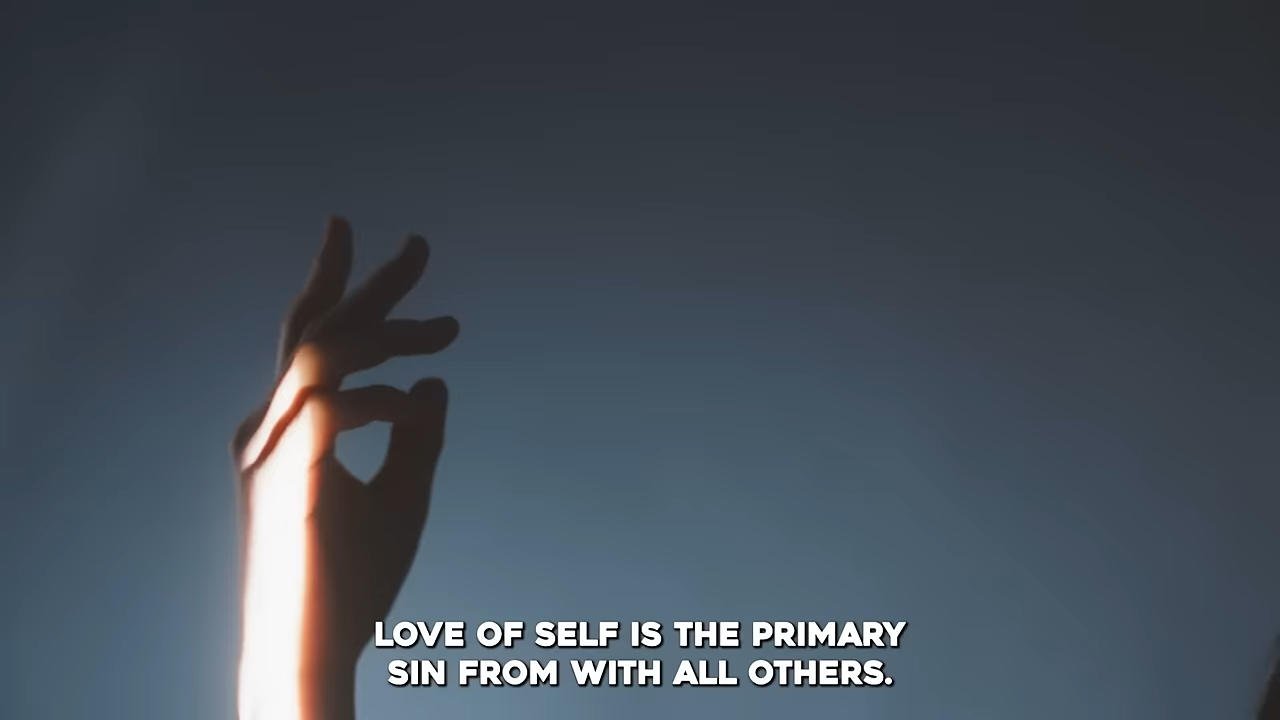 LOVE OF SELF IS THE PRIMARY
SIN FROM WITH ALL OTHERS.